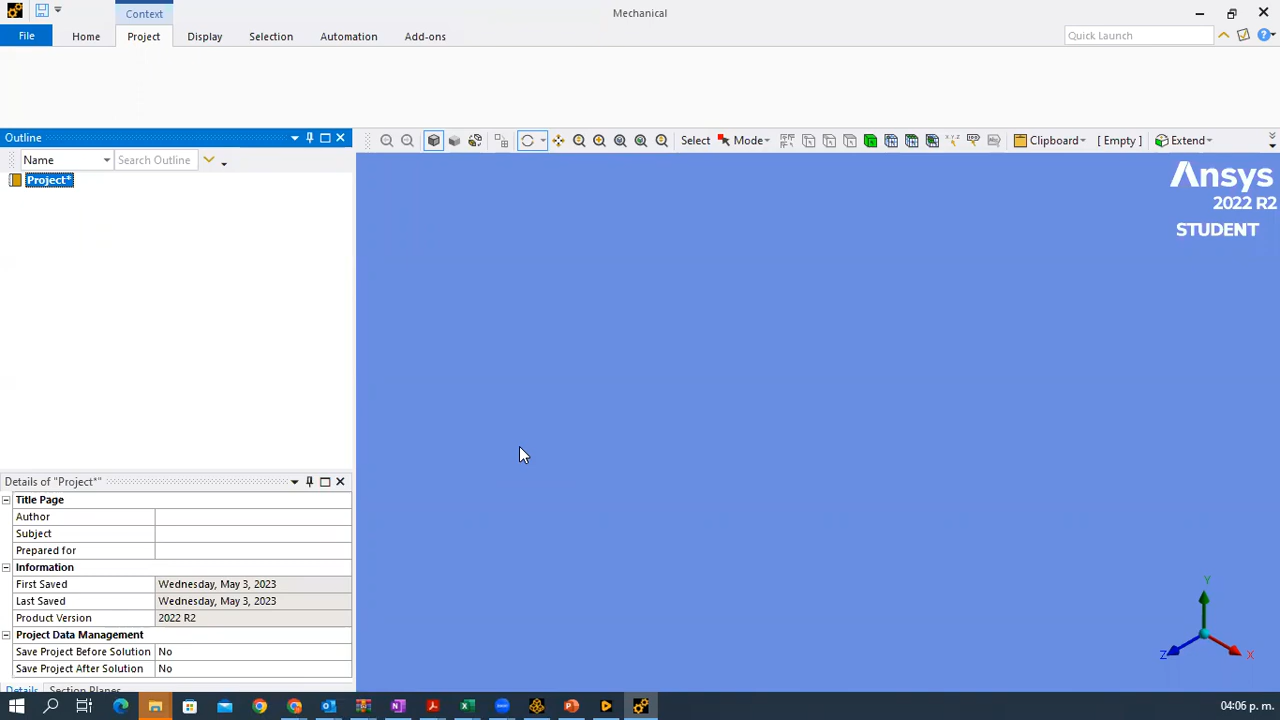 Context
Mechanical
File
Home
Project
Display
Selection
Automation
Add-ons
Quick Launch
Outline
Name
Search Outline
Select
Mode
Clipboard
[ Empty ]
Extend
Project*
Ansys
2022 R2
STUDENT
Details of "Project*"
Title Page
Author
Subject
Prepared for
Information
First Saved Wednesday, May 3, 2023
Last Saved Wednesday, May 3, 2023
Product Version 2022 R2
Project Data Management
Save Project Before Solution No
Save Project After Solution No
Details
Section Planes
Y
Z
X
04:06 p. m.